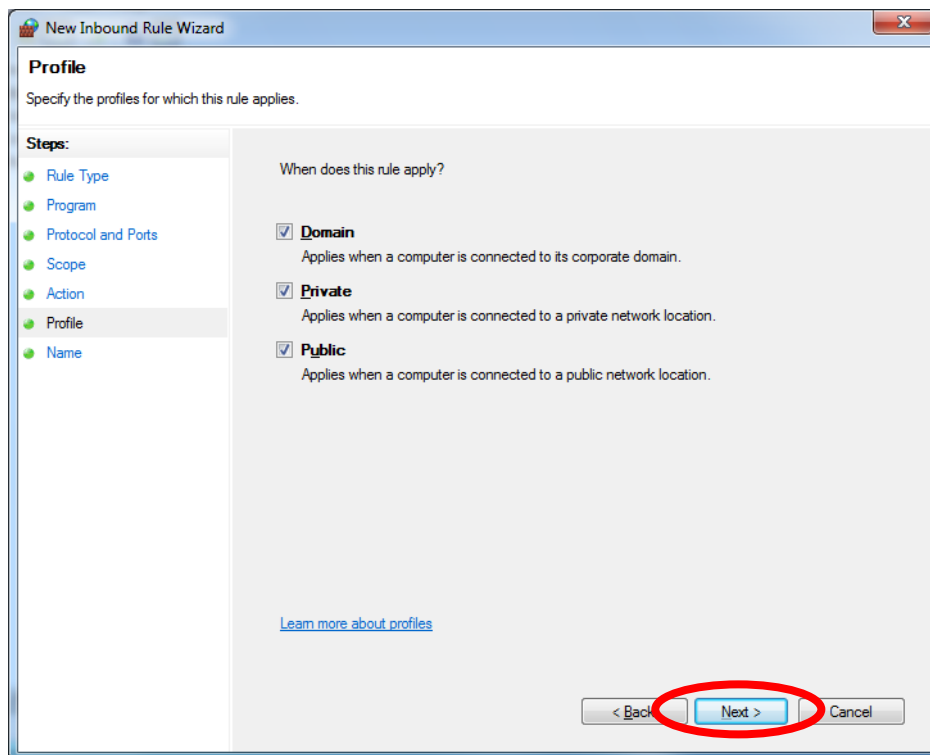 New Inbound Rule Wizard
X
Profile
Specify the profiles for which this rule applies.
Steps:
Rule Type
Program
Protocol and Ports
Scope
Action
Profile
Name
When does this rule apply?
Domain
Applies when a computer is connected to its corporate domain.
Private
Applies when a computer is connected to a private network location.
Public
Applies when a computer is connected to a public network location.
Learn more about profiles
< Back
Next >
Cancel